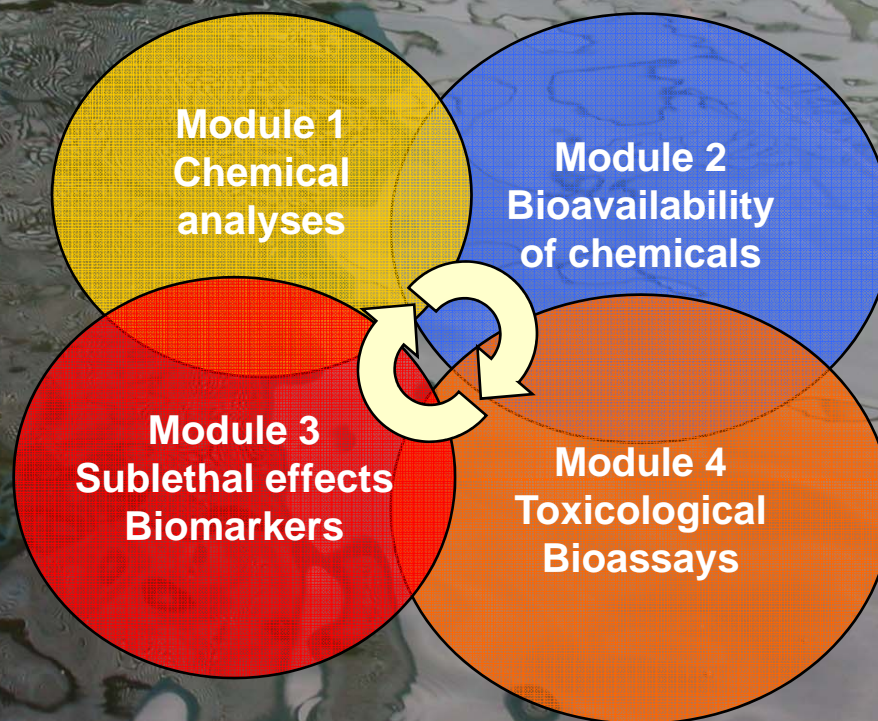 Module 1
Chemical
analyses
Module 2
Bioavailability
of chemicals
Module 3
Sublethal effects
Biomarkers
Module 4
Toxicological
Bioassays